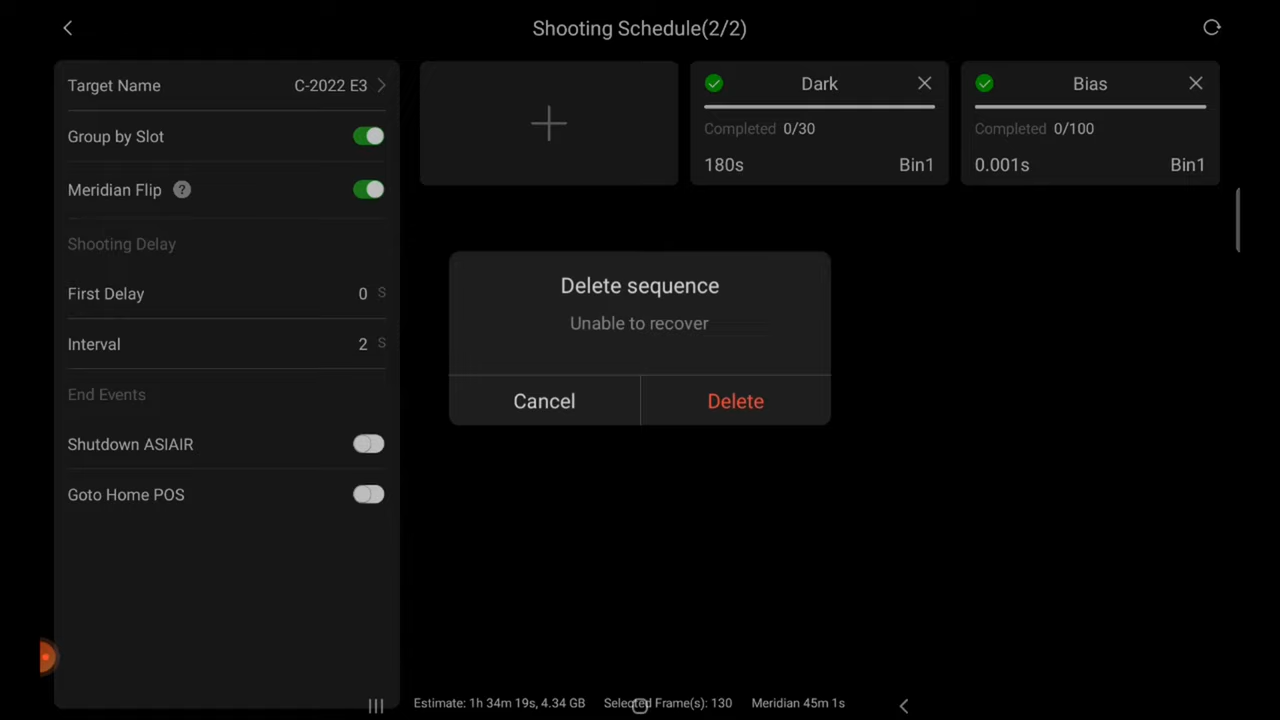 Shooting Schedule(2/2)
Target Name C-2022 E3
Group by Slot
Meridian Flip ?
Shooting Delay
First Delay 0 S
Interval 2 S
End Events
Shutdown ASIAIR
Goto Home POS
Dark
Completed 0/30
180s Bin1
Bias
Completed 0/100
0.001s Bin1
Delete sequence
Unable to recover
Cancel Delete
Estimate: 1h 34m 19s, 4.34 GB Selected Frame(s): 130 Meridian 45m 1s